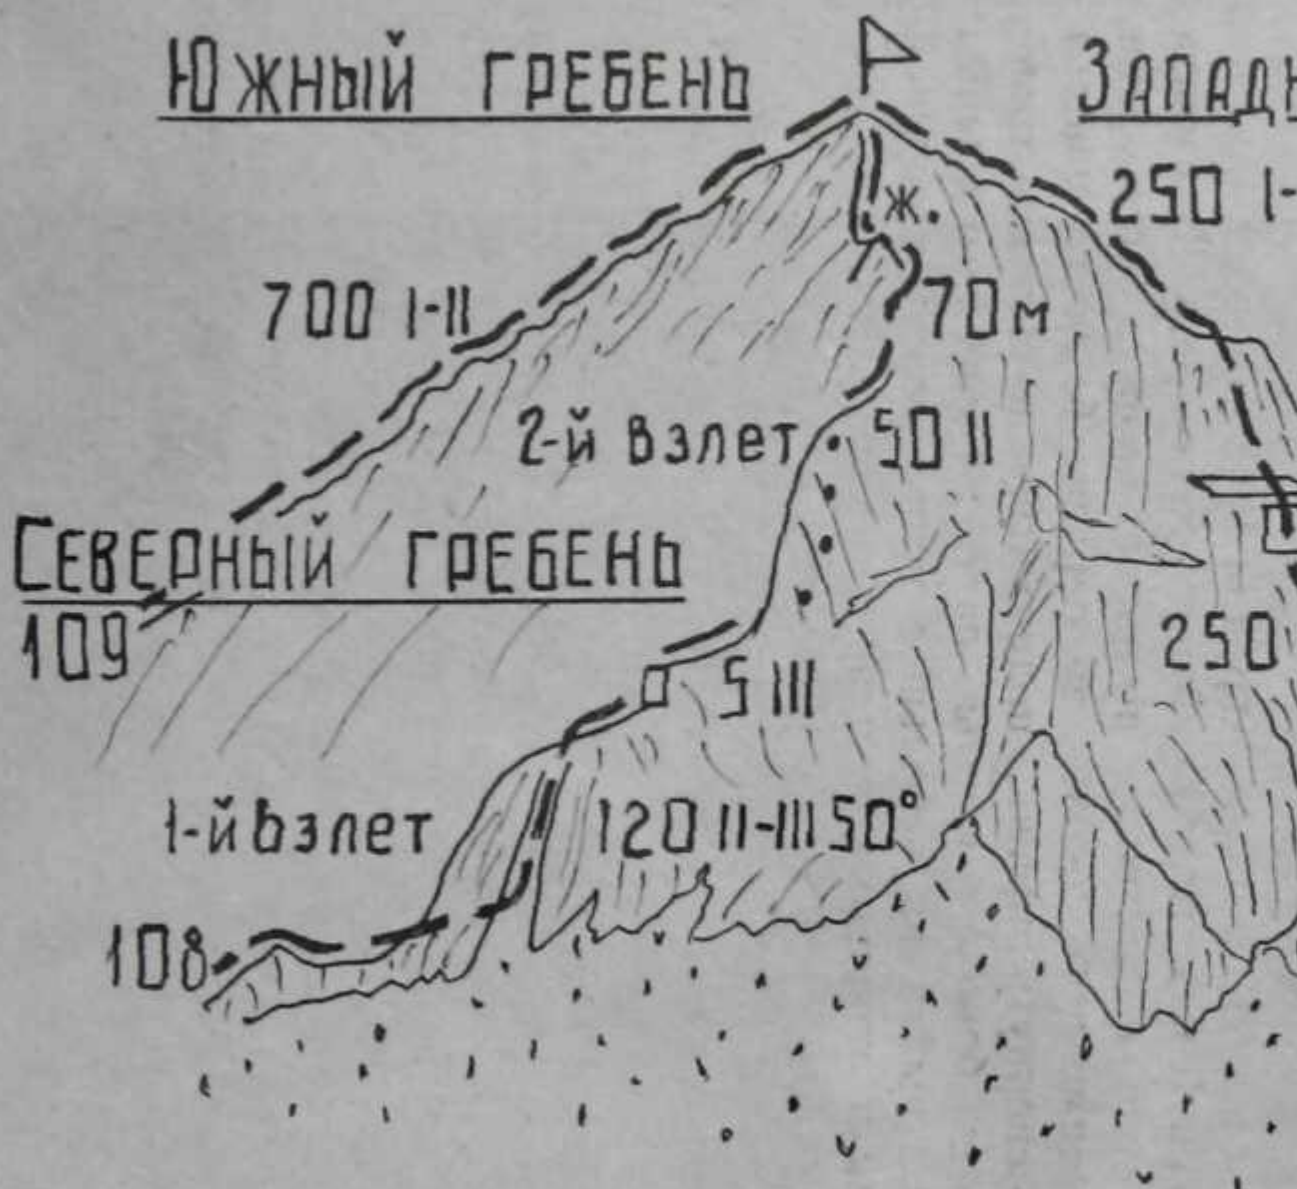 ЮЖНЫЙ ГРЕБЕНЬ
ЗАПАДН
250 I-
Ж.
700 I-II
70м
2-й взлет
50 II
СЕВЕРНЫЙ ГРЕБЕНЬ
109
250
5 III
1-й взлет
120 II-III 50°
108